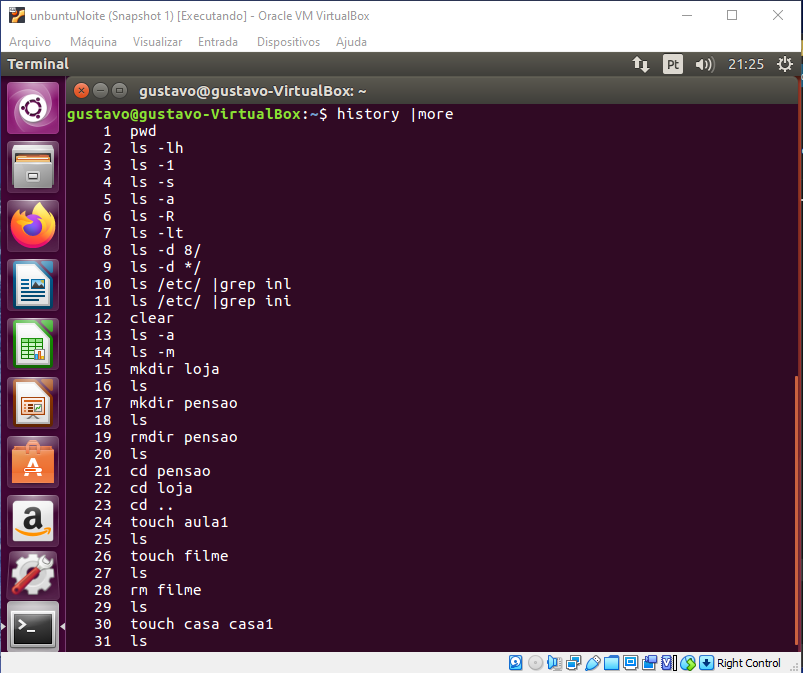 unbuntuNoite (Snapshot 1) [Executando] - Oracle VM VirtualBox
Arquivo Máquina Visualizar Entrada Dispositivos Ajuda
Terminal Pt 21:25
gustavo@gustavo-VirtualBox: ~
gustavo@gustavo-VirtualBox:~$ history |more
1 pwd
2 ls -lh
3 ls -1
4 ls -s
5 ls -a
6 ls -R
7 ls -lt
8 ls -d 8/
9 ls -d */
10 ls /etc/ |grep inl
11 ls /etc/ |grep ini
12 clear
13 ls -a
14 ls -m
15 mkdir loja
16 ls
17 mkdir pensao
18 ls
19 rmdir pensao
20 ls
21 cd pensao
22 cd loja
23 cd ..
24 touch aula1
25 ls
26 touch filme
27 ls
28 rm filme
29 ls
30 touch casa casa1
31 ls
Right Control